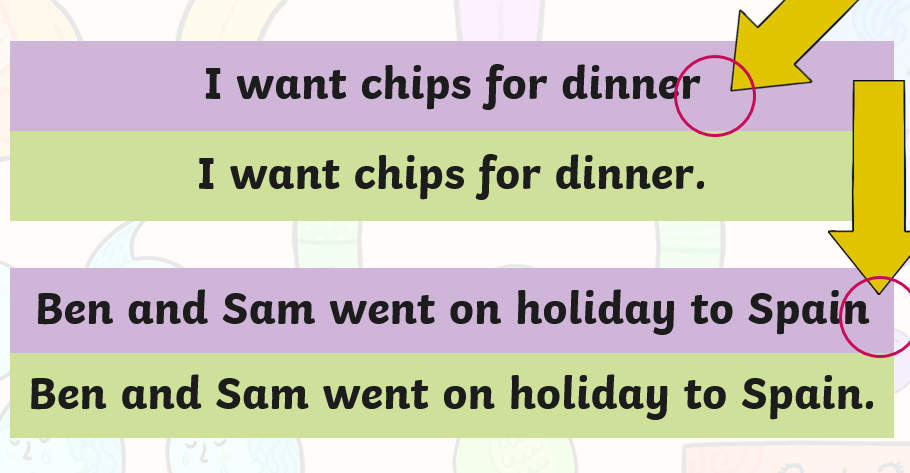 I want chips for dinner
I want chips for dinner.
Ben and Sam went on holiday to Spain
Ben and Sam went on holiday to Spain.